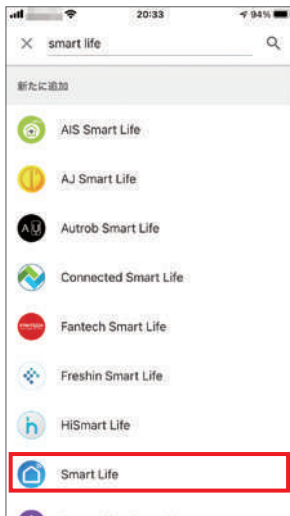 20:33
94%
smart life
新たに追加
AIS Smart Life
AJ Smart Life
Autrob Smart Life
Connected Smart Life
Fantech Smart Life
Freshin Smart Life
HiSmart Life
Smart Life